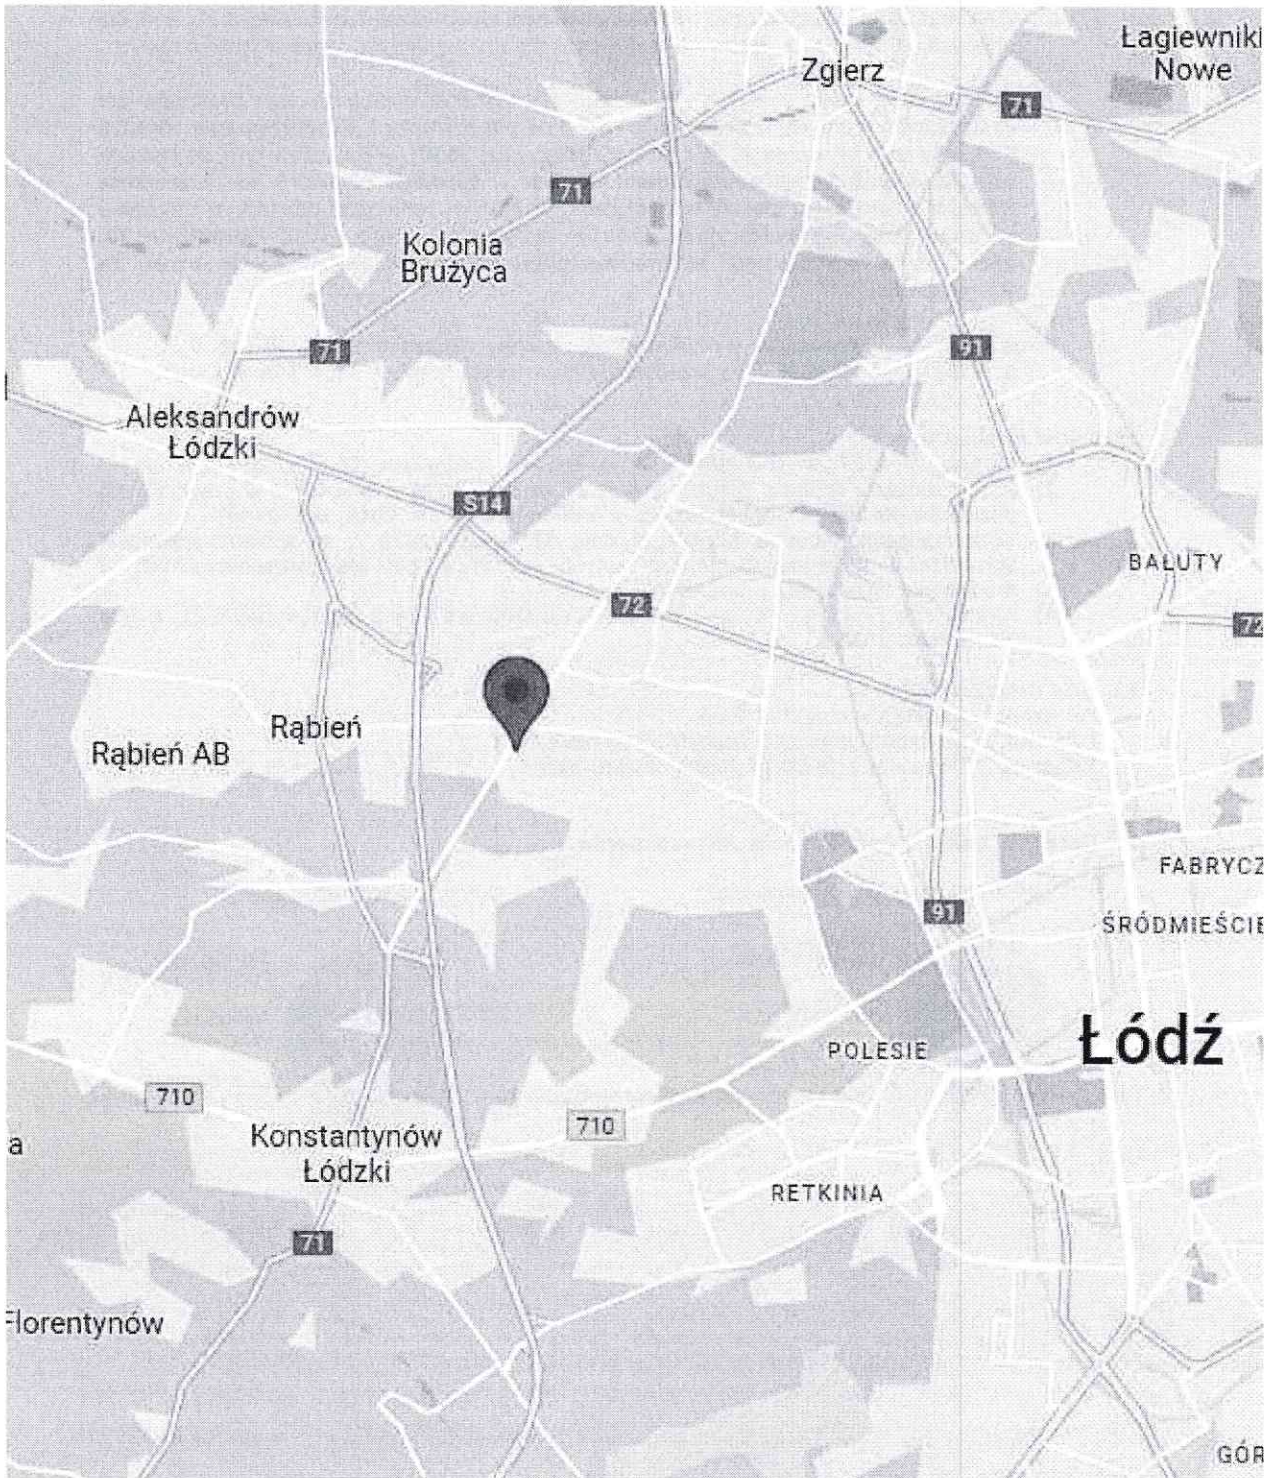 Łagiewniki
Nowe
Zgierz
71
71
Kolonia
Brużyca
71
91
Aleksandrów
Łódzki
S14
BAŁUTY
72
72
Rąbień
Rąbień AB
FABRYCZ
91
ŚRÓDMIEŚCIE
Łódź
POLESIE
710
710
Konstantynów
Łódzki
a
RETKINIA
71
Florentynów
GÓR